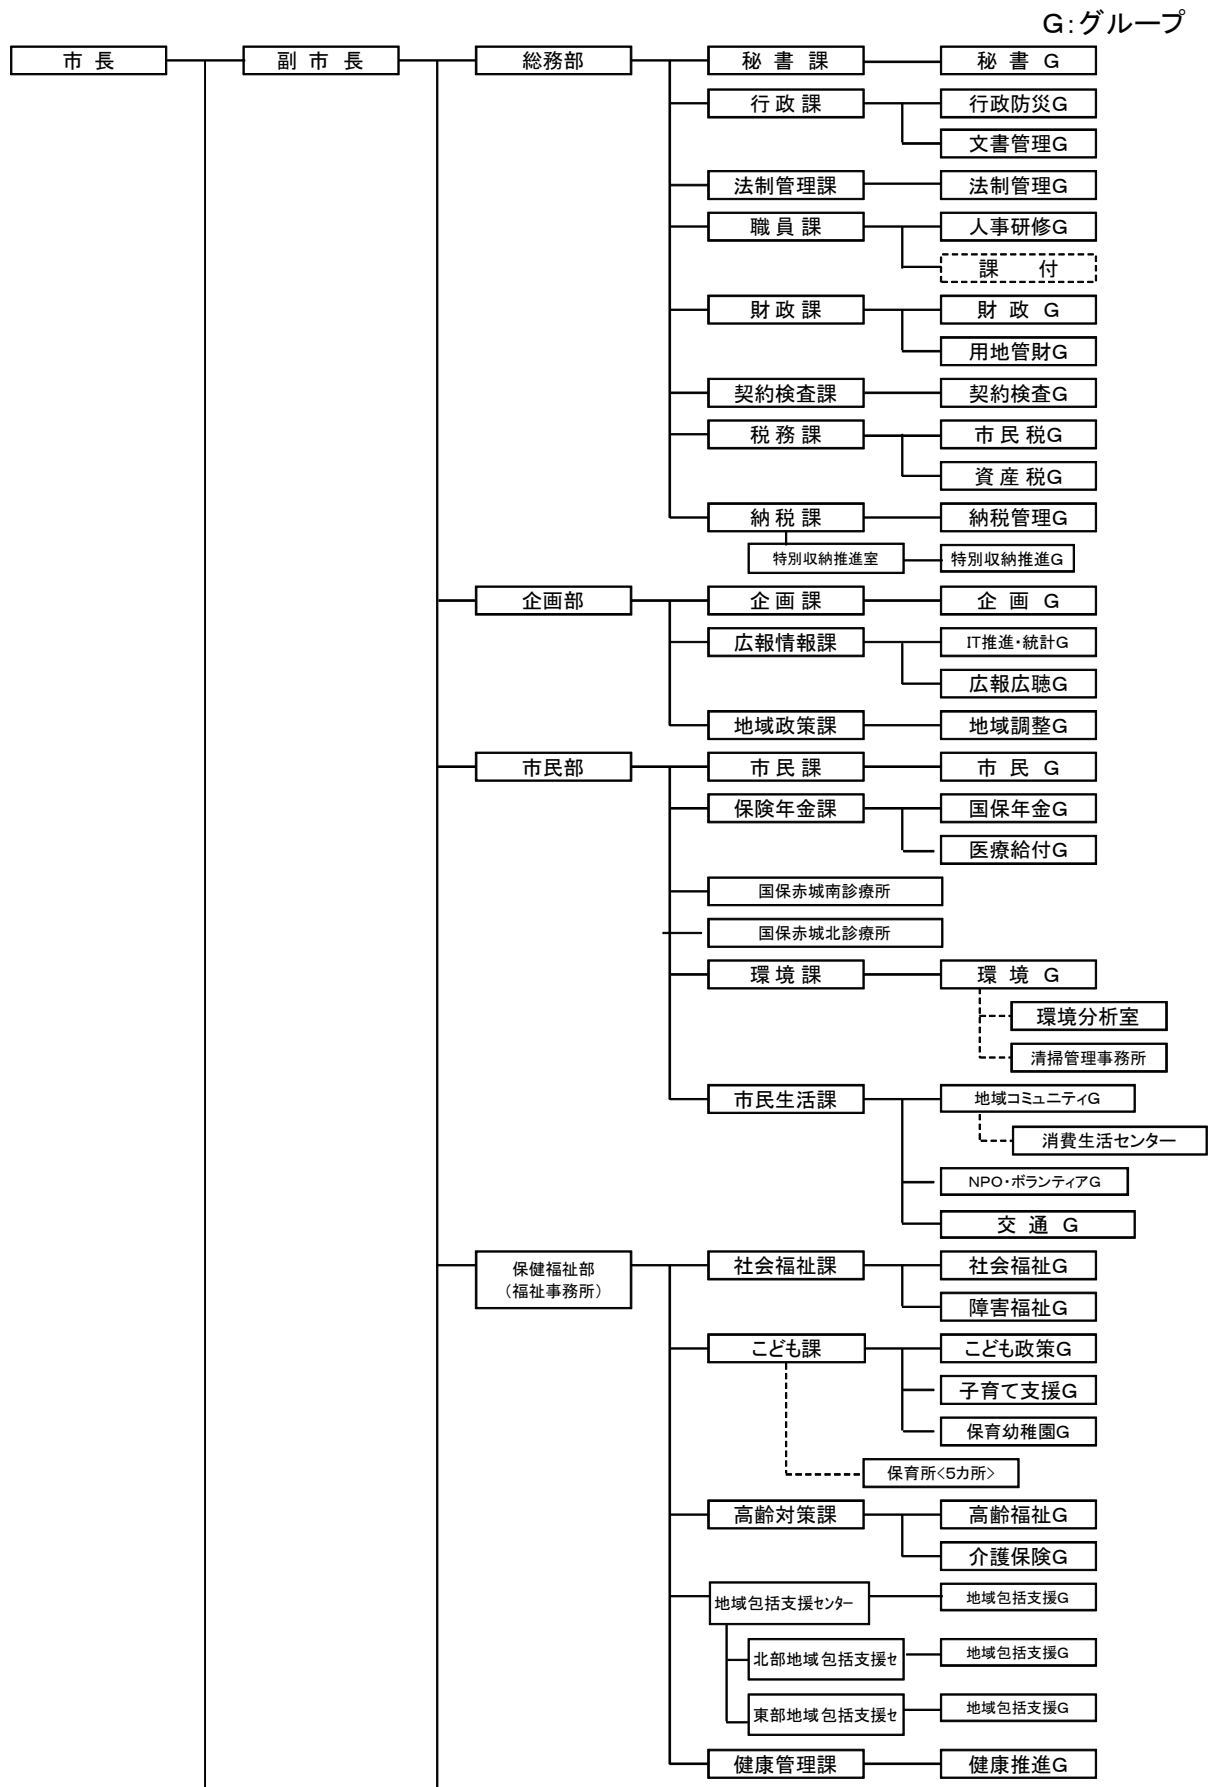 G：グループ
市 長 副 市 長 総務部 秘 書 課 秘 書 G
行 政 課 行政防災G
文書管理G
法制管理課 法制管理G
職 員 課 人事研修G
課 付
財 政 課 財 政 G
用地管財G
契約検査課 契約検査G
税 務 課 市 民 税G
資 産 税G
納 税 課 納税管理G
特別収納推進室 特別収納推進G
企画部 企 画 課 企 画 G
広報情報課 IT推進・統計G
広報広聴G
地域政策課 地域調整G
市民部 市 民 課 市 民 G
保険年金課 国保年金G
医療給付G
国保赤城南診療所
国保赤城北診療所
環 境 課 環 境 G
環境分析室
清掃管理事務所
市民生活課 地域コミュニティG
消費生活センター
NPO・ボランティアG
交 通 G
保健福祉部 社会福祉課 社会福祉G
（福祉事務所）
障害福祉G
こども課 こども政策G
子育て支援G
保育幼稚園G
保育所<5カ所>
高齢対策課 高齢福祉G
介護保険G
地域包括支援センター 地域包括支援G
北部地域包括支援セ 地域包括支援G
東部地域包括支援セ 地域包括支援G
健康管理課 健康推進G